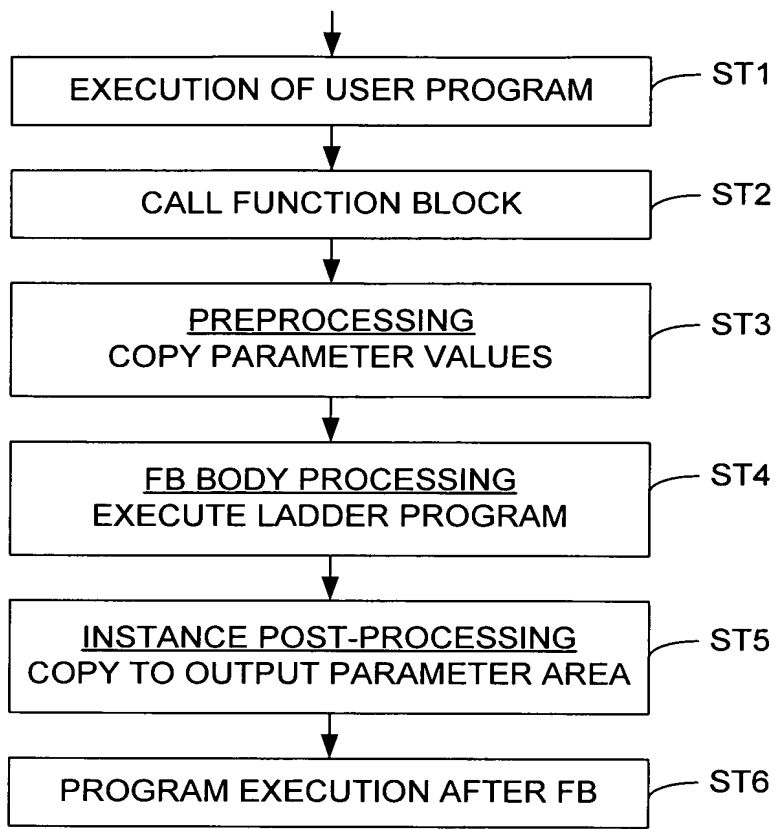 EXECUTION OF USER PROGRAM
ST1
CALL FUNCTION BLOCK
ST2
PREPROCESSING
COPY PARAMETER VALUES
ST3
FB BODY PROCESSING
EXECUTE LADDER PROGRAM
ST4
INSTANCE POST-PROCESSING
COPY TO OUTPUT PARAMETER AREA
ST5
PROGRAM EXECUTION AFTER FB
ST6